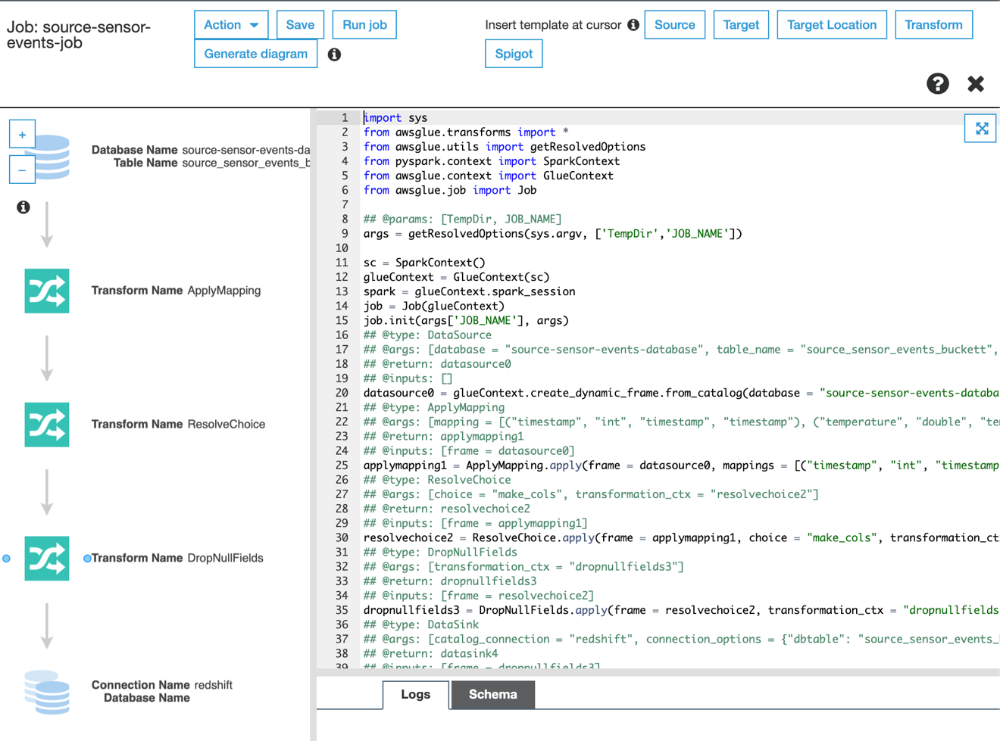 Job: source-sensor-
events-job
Action
Save
Run job
Generate diagram
Insert template at cursor
Source
Target
Target Location
Transform
Spigot
Database Name source-sensor-events-da
Table Name source_sensor_events_b
Transform Name ApplyMapping
Transform Name ResolveChoice
Transform Name DropNullFields
Connection Name redshift
Database Name
1 import sys
2 from awsglue.transforms import *
3 from awsglue.utils import getResolvedOptions
4 from pyspark.context import SparkContext
5 from awsglue.context import GlueContext
6 from awsglue.job import Job
7
8 ## @params: [TempDir, JOB_NAME]
9 args = getResolvedOptions(sys.argv, ['TempDir','JOB_NAME'])
10
11 sc = SparkContext()
12 glueContext = GlueContext(sc)
13 spark = glueContext.spark_session
14 job = Job(glueContext)
15 job.init(args['JOB_NAME'], args)
16 ## @type: DataSource
17 ## @args: [database = "source-sensor-events-database", table_name = "source_sensor_events_buckett",
18 ## @return: datasource0
19 ## @inputs: []
20 datasource0 = glueContext.create_dynamic_frame.from_catalog(database = "source-sensor-events-databa
21 ## @type: ApplyMapping
22 ## @args: [mapping = [("timestamp", "int", "timestamp", "timestamp"), ("temperature", "double", "te
23 ## @return: applymapping1
24 ## @inputs: [frame = datasource0]
25 applymapping1 = ApplyMapping.apply(frame = datasource0, mappings = [("timestamp", "int", "timestamp
26 ## @type: ResolveChoice
27 ## @args: [choice = "make_cols", transformation_ctx = "resolvechoice2"]
28 ## @return: resolvechoice2
29 ## @inputs: [frame = applymapping1]
30 resolvechoice2 = ResolveChoice.apply(frame = applymapping1, choice = "make_cols", transformation_ct
31 ## @type: DropNullFields
32 ## @args: [transformation_ctx = "dropnullfields3"]
33 ## @return: dropnullfields3
34 ## @inputs: [frame = resolvechoice2]
35 dropnullfields3 = DropNullFields.apply(frame = resolvechoice2, transformation_ctx = "dropnullfields
36 ## @type: DataSink
37 ## @args: [catalog_connection = "redshift", connection_options = {"dbtable": "source_sensor_events_
38 ## @return: datasink4
39 ## @inputs: [frame = dropnullfields3]
Logs
Schema